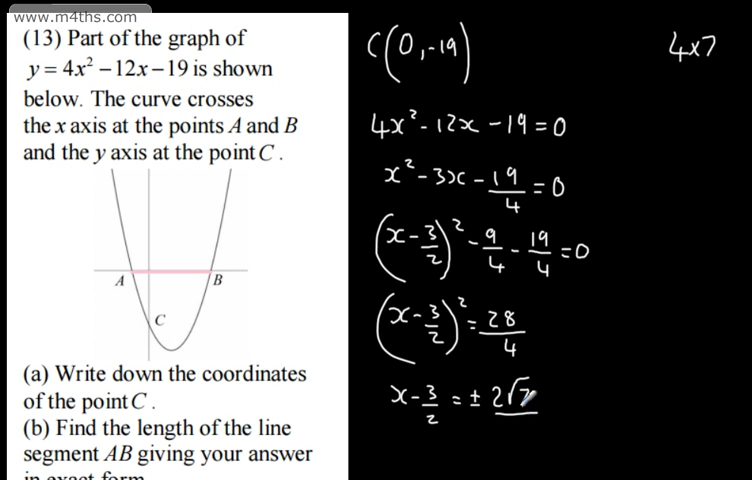 www.m4ths.com
(13) Part of the graph of
y = 4x² – 12x – 19 is shown
below. The curve crosses
the x axis at the points A and B
and the y axis at the point C .
A
B
C
(a) Write down the coordinates
of the point C .
(b) Find the length of the line
segment AB giving your answer
in exact form
C(0,-19)
4x7
4x² - 12x - 19 = 0
x² - 3x - 19/4 = 0
(x - 3/2)² - 9/4 - 19/4 = 0
(x - 3/2)² = 28/4
x - 3/2 = ± 2√7